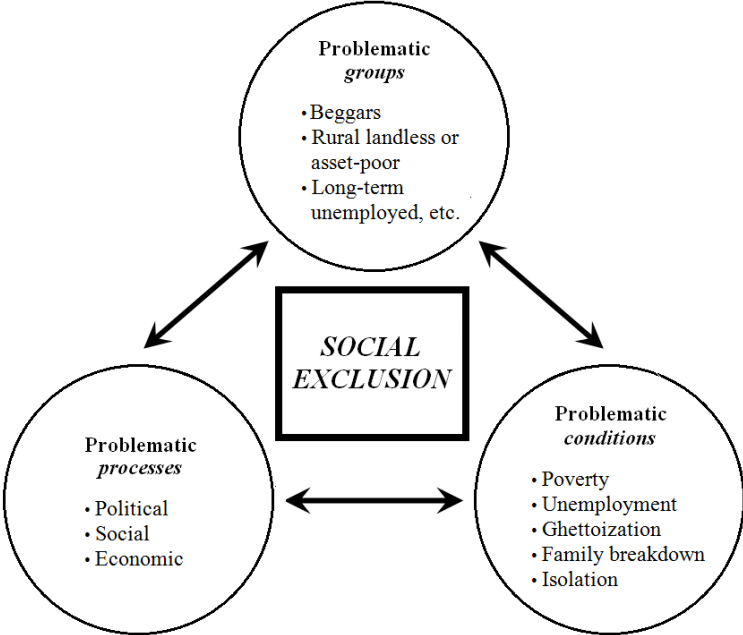 Problematic
groups
• Beggars
• Rural landless or
asset-poor
• Long-term
unemployed, etc.
SOCIAL
EXCLUSION
Problematic
processes
• Political
• Social
• Economic
Problematic
conditions
• Poverty
• Unemployment
• Ghettoization
• Family breakdown
• Isolation